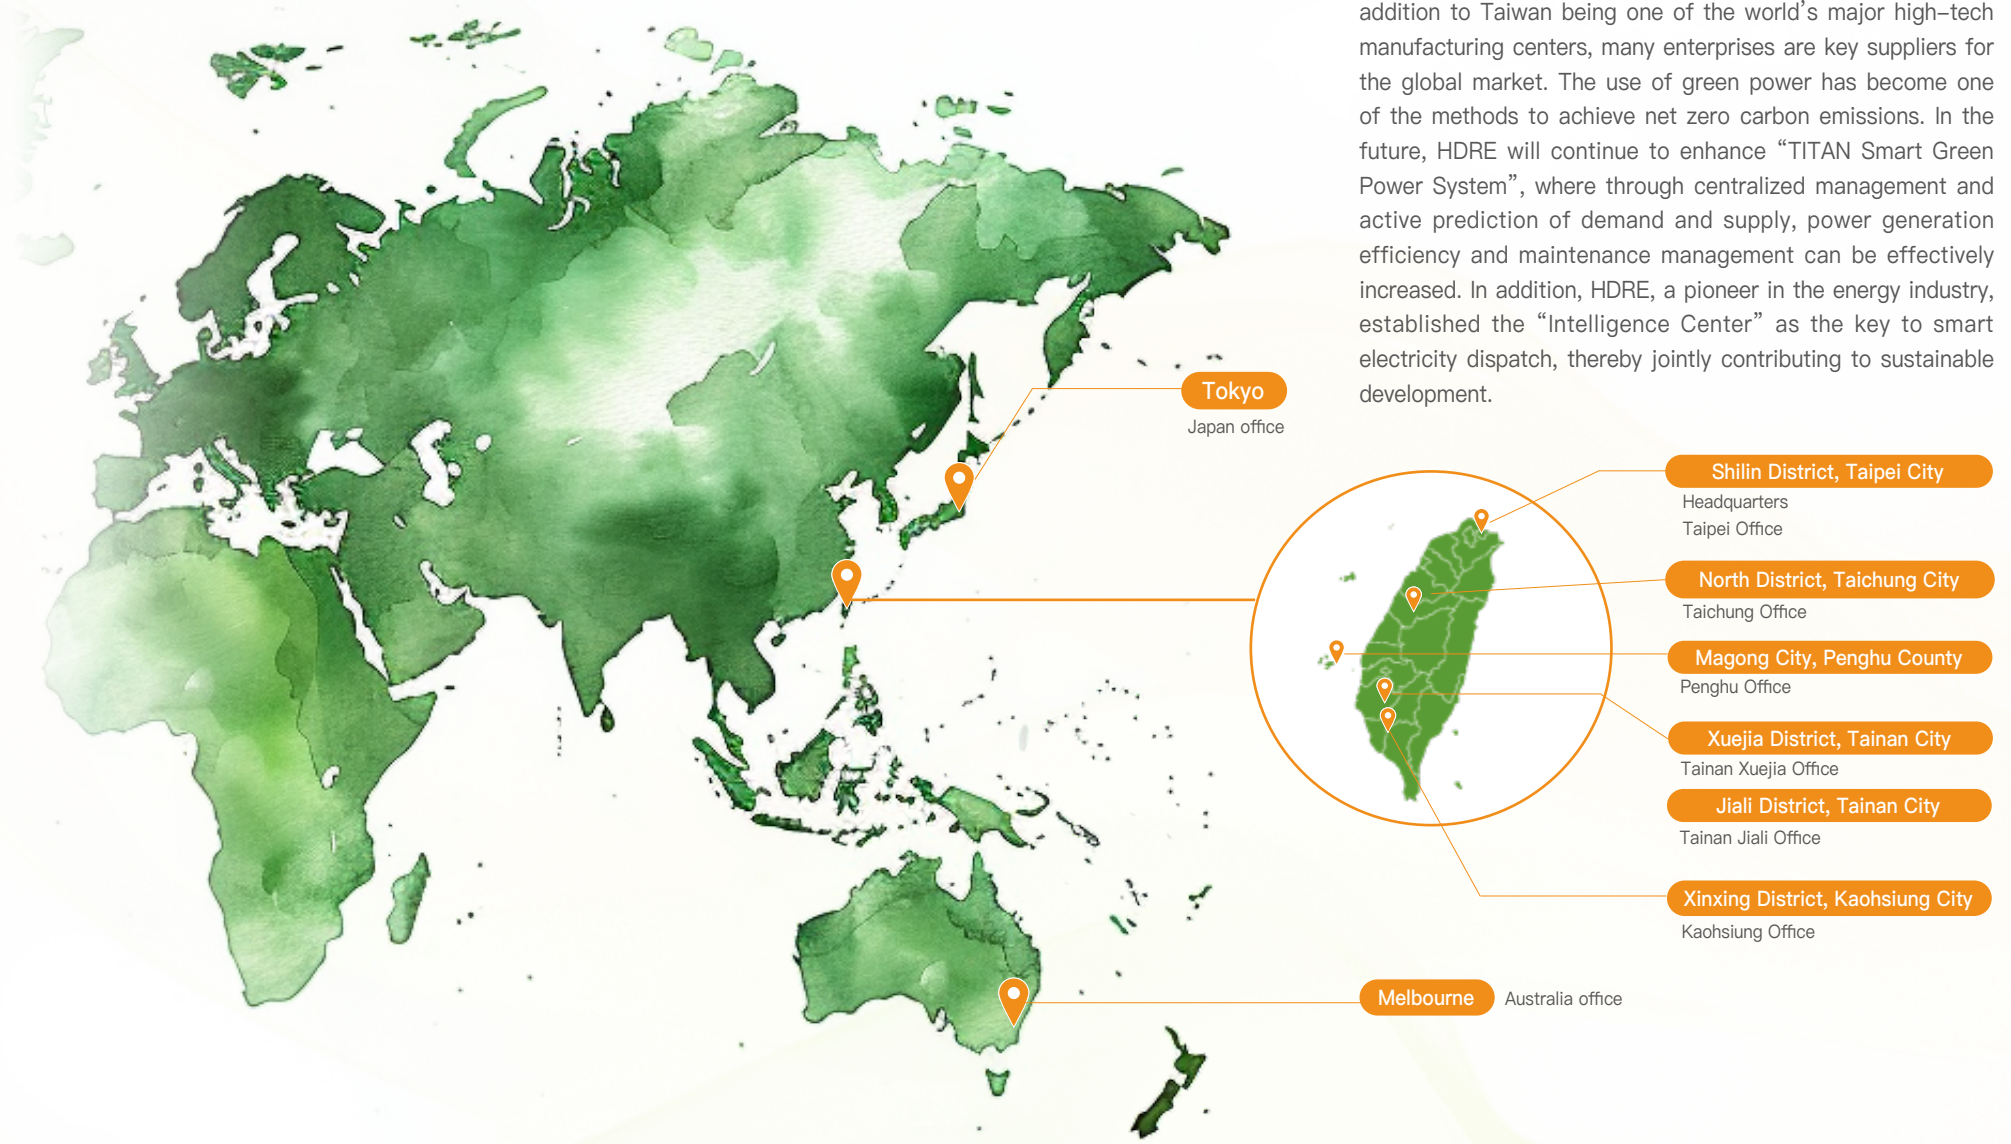 addition to Taiwan being one of the world’s major high-tech
manufacturing centers, many enterprises are key suppliers for
the global market. The use of green power has become one
of the methods to achieve net zero carbon emissions. In the
future, HDRE will continue to enhance “TITAN Smart Green
Power System”, where through centralized management and
active prediction of demand and supply, power generation
efficiency and maintenance management can be effectively
increased. In addition, HDRE, a pioneer in the energy industry,
established the “Intelligence Center” as the key to smart
electricity dispatch, thereby jointly contributing to sustainable
development.
Tokyo
Japan office
Shilin District, Taipei City
Headquarters
Taipei Office
North District, Taichung City
Taichung Office
Magong City, Penghu County
Penghu Office
Xuejia District, Tainan City
Tainan Xuejia Office
Jiali District, Tainan City
Tainan Jiali Office
Xinxing District, Kaohsiung City
Kaohsiung Office
Melbourne
Australia office